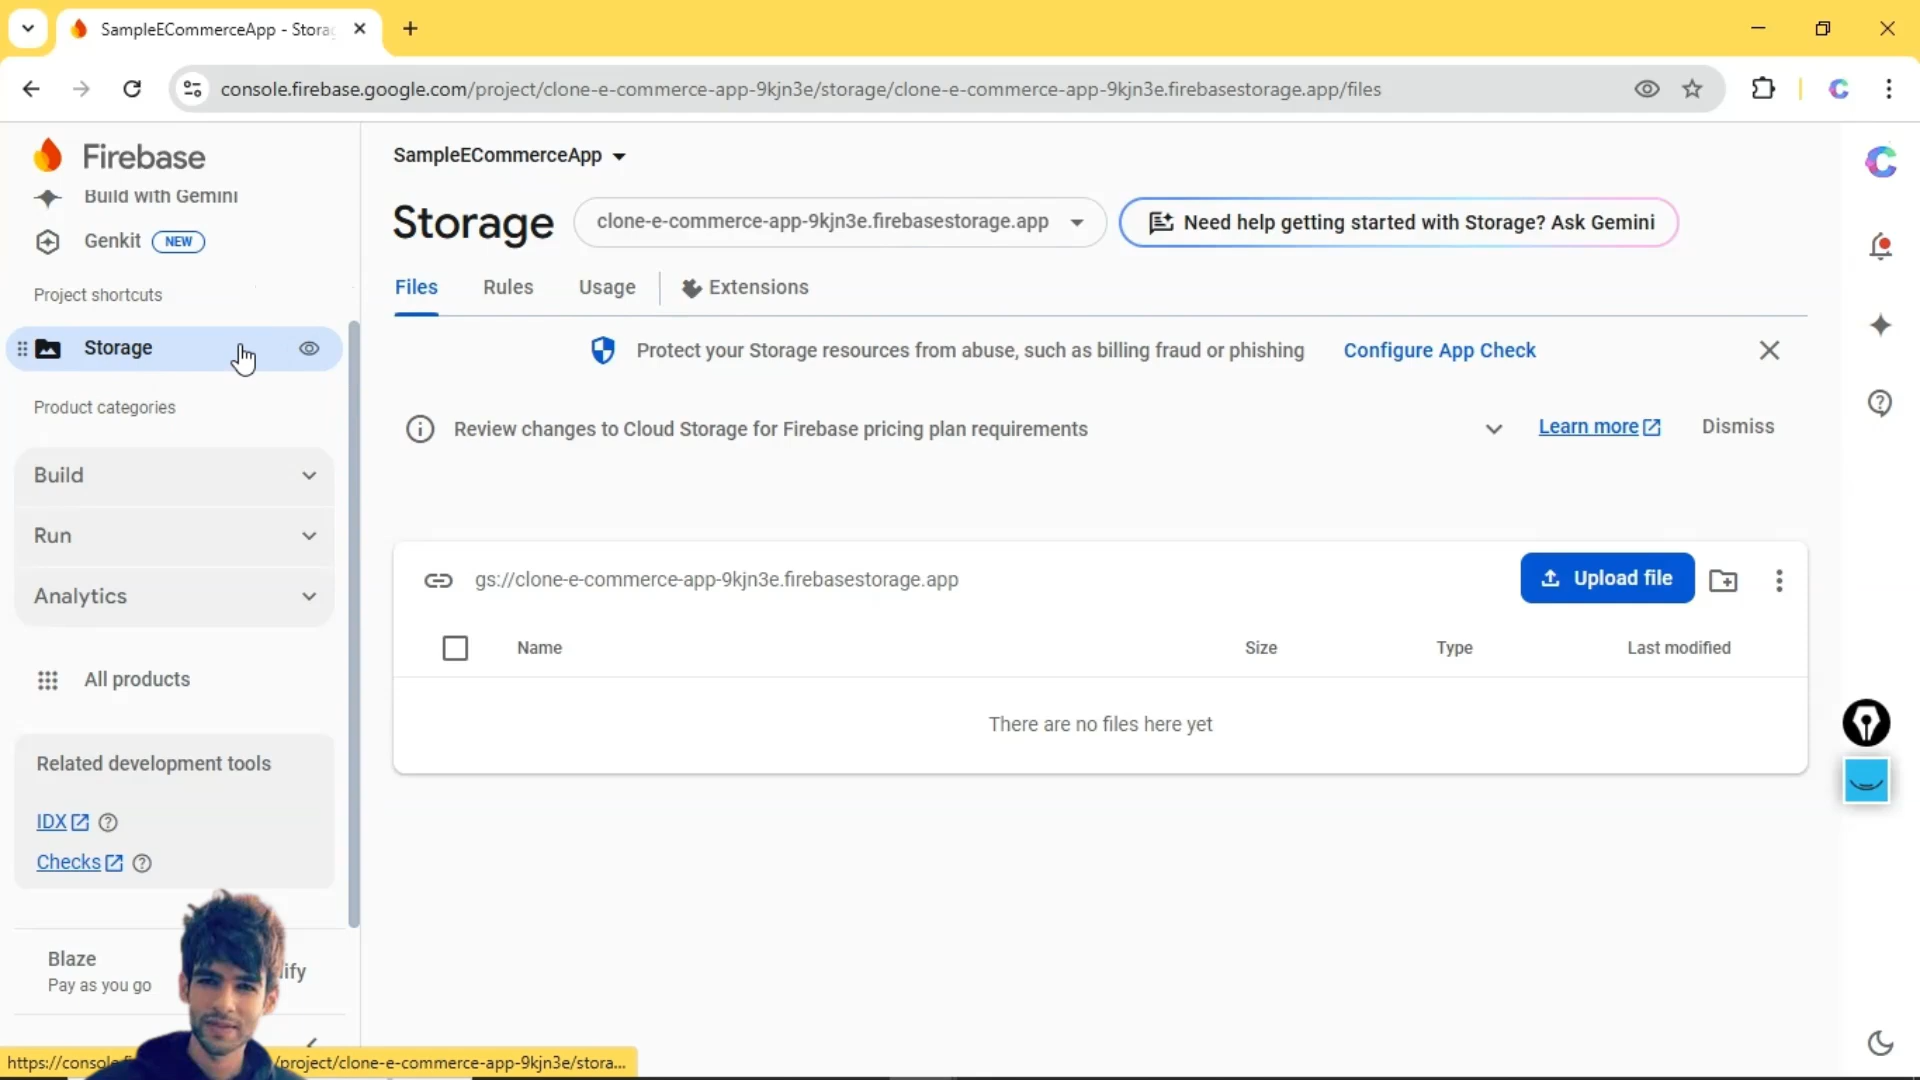 SampleECommerceApp - Stora
console.firebase.google.com/project/clone-e-commerce-app-9kjn3e/storage/clone-e-commerce-app-9kjn3e.firebasestorage.app/files
Firebase
Build with Gemini
Genkit NEW
Project shortcuts
Storage
Product categories
Build
Run
Analytics
All products
Related development tools
IDX
Checks
Blaze
Pay as you go
ify
https://consol
/project/clone-e-commerce-app-9kjn3e/stora...
SampleECommerceApp
Storage
clone-e-commerce-app-9kjn3e.firebasestorage.app
Need help getting started with Storage? Ask Gemini
Files Rules Usage Extensions
Protect your Storage resources from abuse, such as billing fraud or phishing Configure App Check
Review changes to Cloud Storage for Firebase pricing plan requirements Learn more Dismiss
gs://clone-e-commerce-app-9kjn3e.firebasestorage.app Upload file
Name Size Type Last modified
There are no files here yet